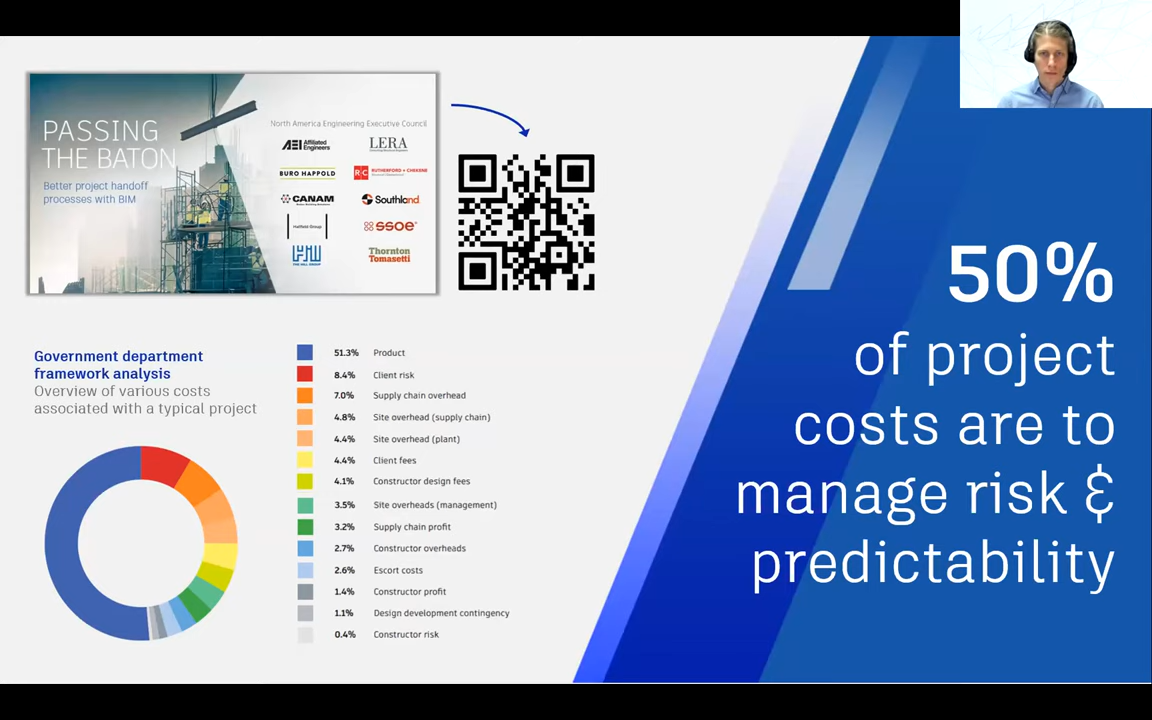 PASSING
THE BATON
Better project handoff
processes with BIM
North America Engineering Executive Council
AEI Affiliated
Engineers
LERA
BURO HAPPOLD
R+C RUTHERFORD + CHEKENE
CANAM
Southland
Hatfield Group
ssoe
THE HILL GROUP
Thornton
Tomasetti
50%
of project
costs are to
manage risk &
predictability
Government department
framework analysis
Overview of various costs
associated with a typical project
51.3% Product
8.4% Client risk
7.0% Supply chain overhead
4.8% Site overhead (supply chain)
4.4% Site overhead (plant)
4.4% Client fees
4.1% Constructor design fees
3.5% Site overheads (management)
3.2% Supply chain profit
2.7% Constructor overheads
2.6% Escort costs
1.4% Constructor profit
1.1% Design development contingency
0.4% Constructor risk